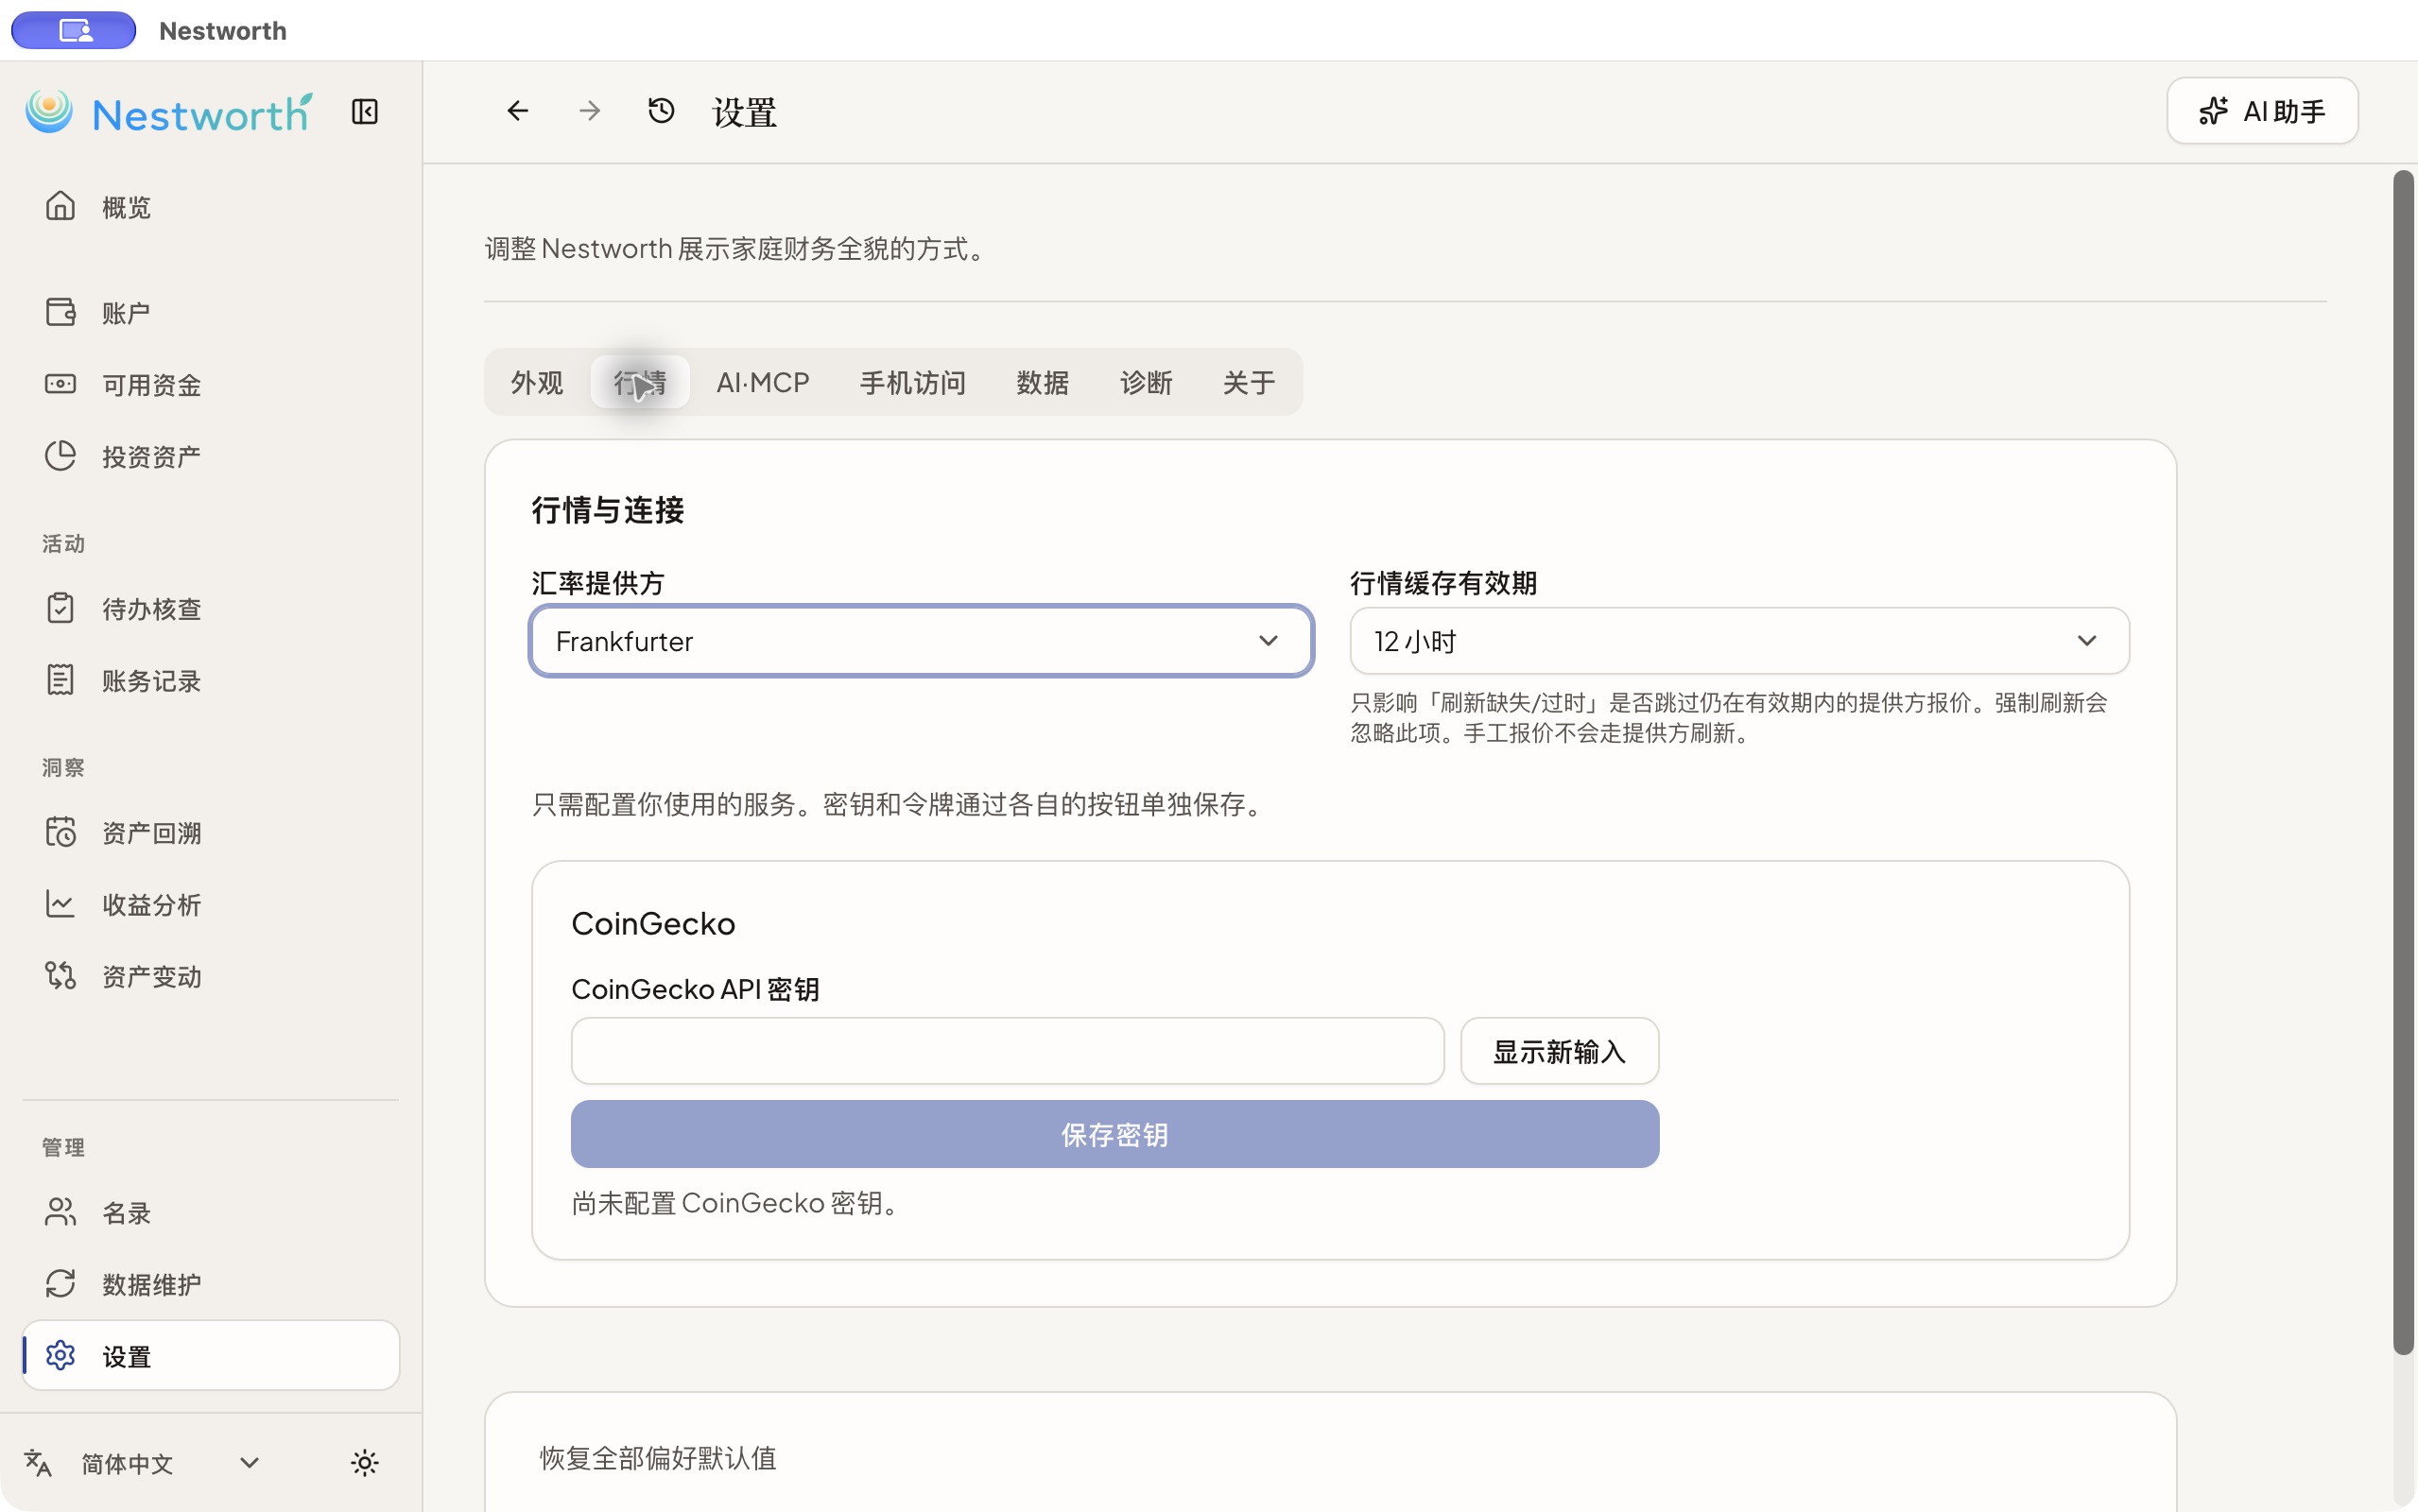 Nestworth
Nestworth
设置
AI 助手
概览
账户
可用资金
投资资产
活动
待办核查
账务记录
洞察
资产回溯
收益分析
资产变动
管理
名录
数据维护
设置
简体中文
调整 Nestworth 展示家庭财务全貌的方式。
外观
行情
AI·MCP
手机访问
数据
诊断
关于
行情与连接
汇率提供方
Frankfurter
行情缓存有效期
12 小时
只影响「刷新缺失/过时」是否跳过仍在有效期内的提供方报价。强制刷新会
忽略此项。手工报价不会走提供方刷新。
只需配置你使用的服务。密钥和令牌通过各自的按钮单独保存。
CoinGecko
CoinGecko API 密钥
显示新输入
保存密钥
尚未配置 CoinGecko 密钥。
恢复全部偏好默认值